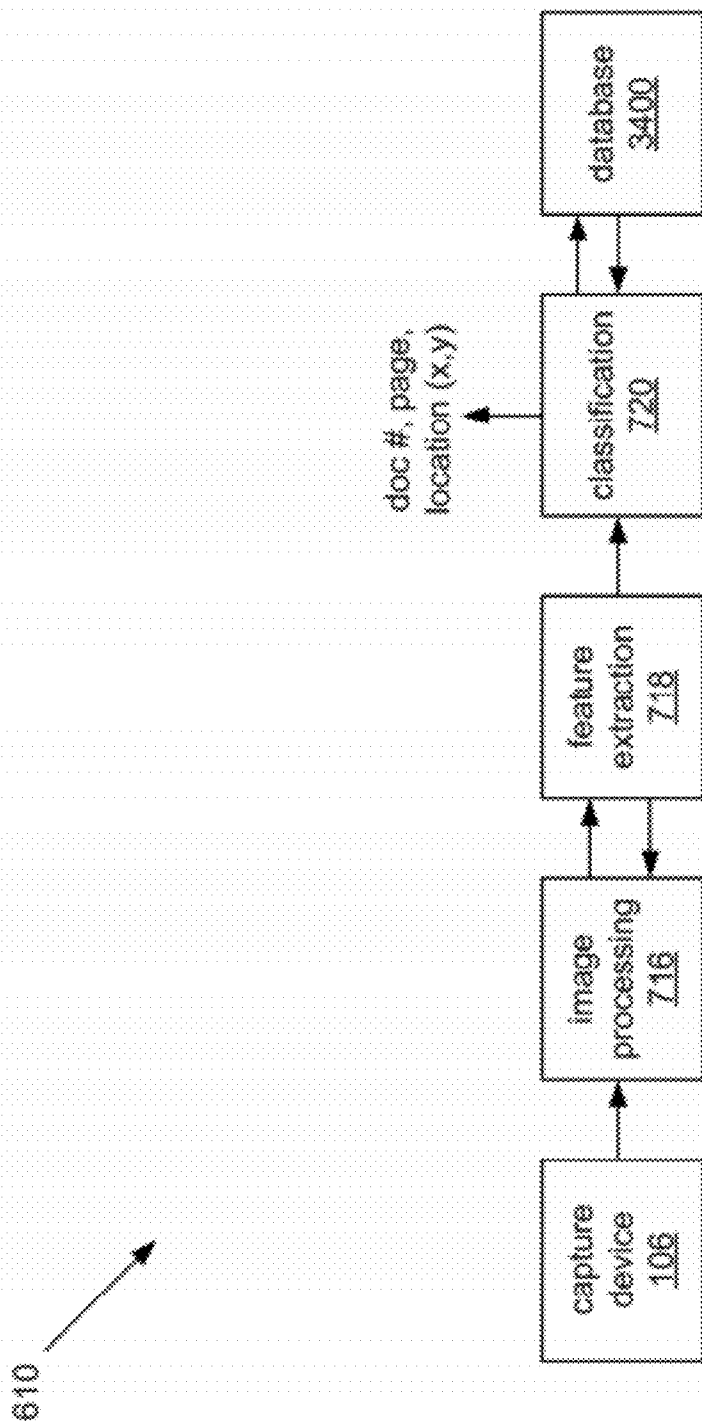 610
doc #, page,
location (x,y)
capture
device
106
image
processing
716
feature
extraction
718
classification
720
database
3400